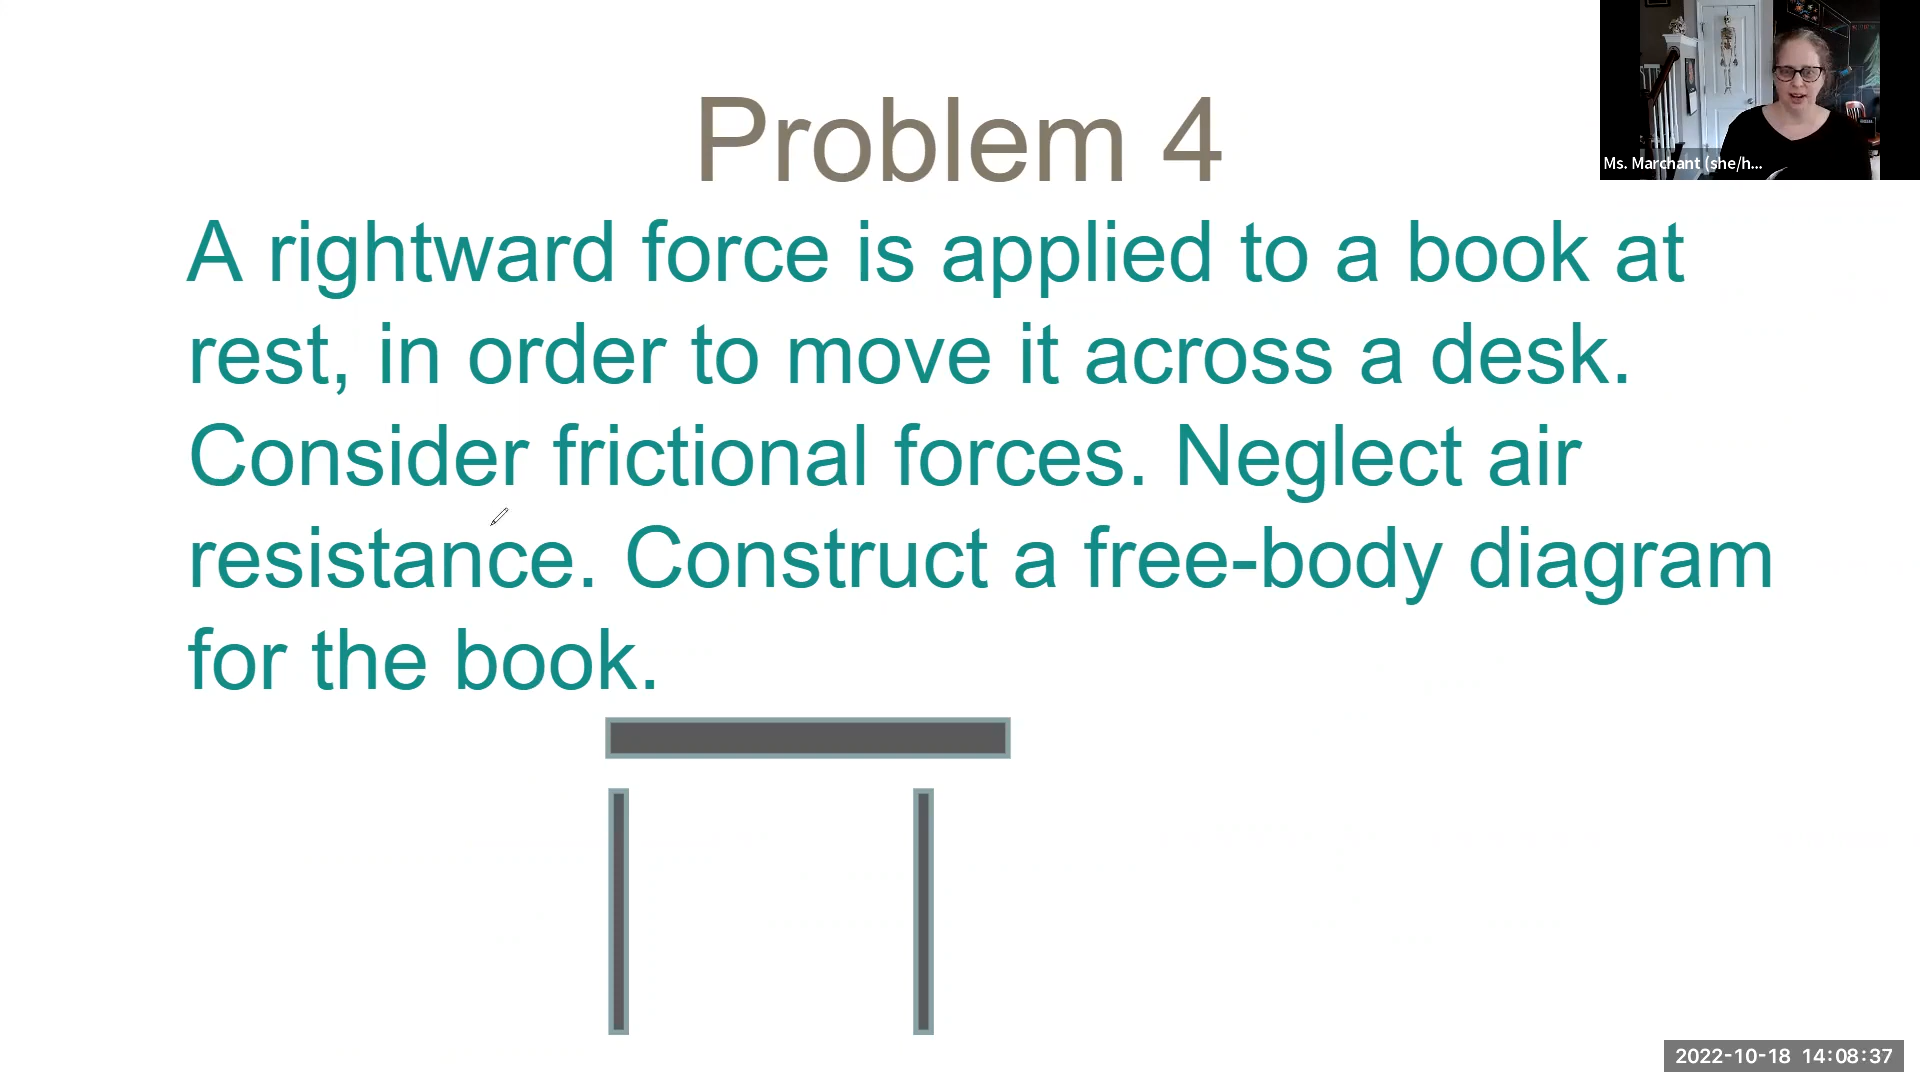 Problem 4
Ms. Marchant (she/h...
A rightward force is applied to a book at
rest, in order to move it across a desk.
Consider frictional forces. Neglect air
resistance. Construct a free-body diagram
for the book.
2022-10-18 14:08:37